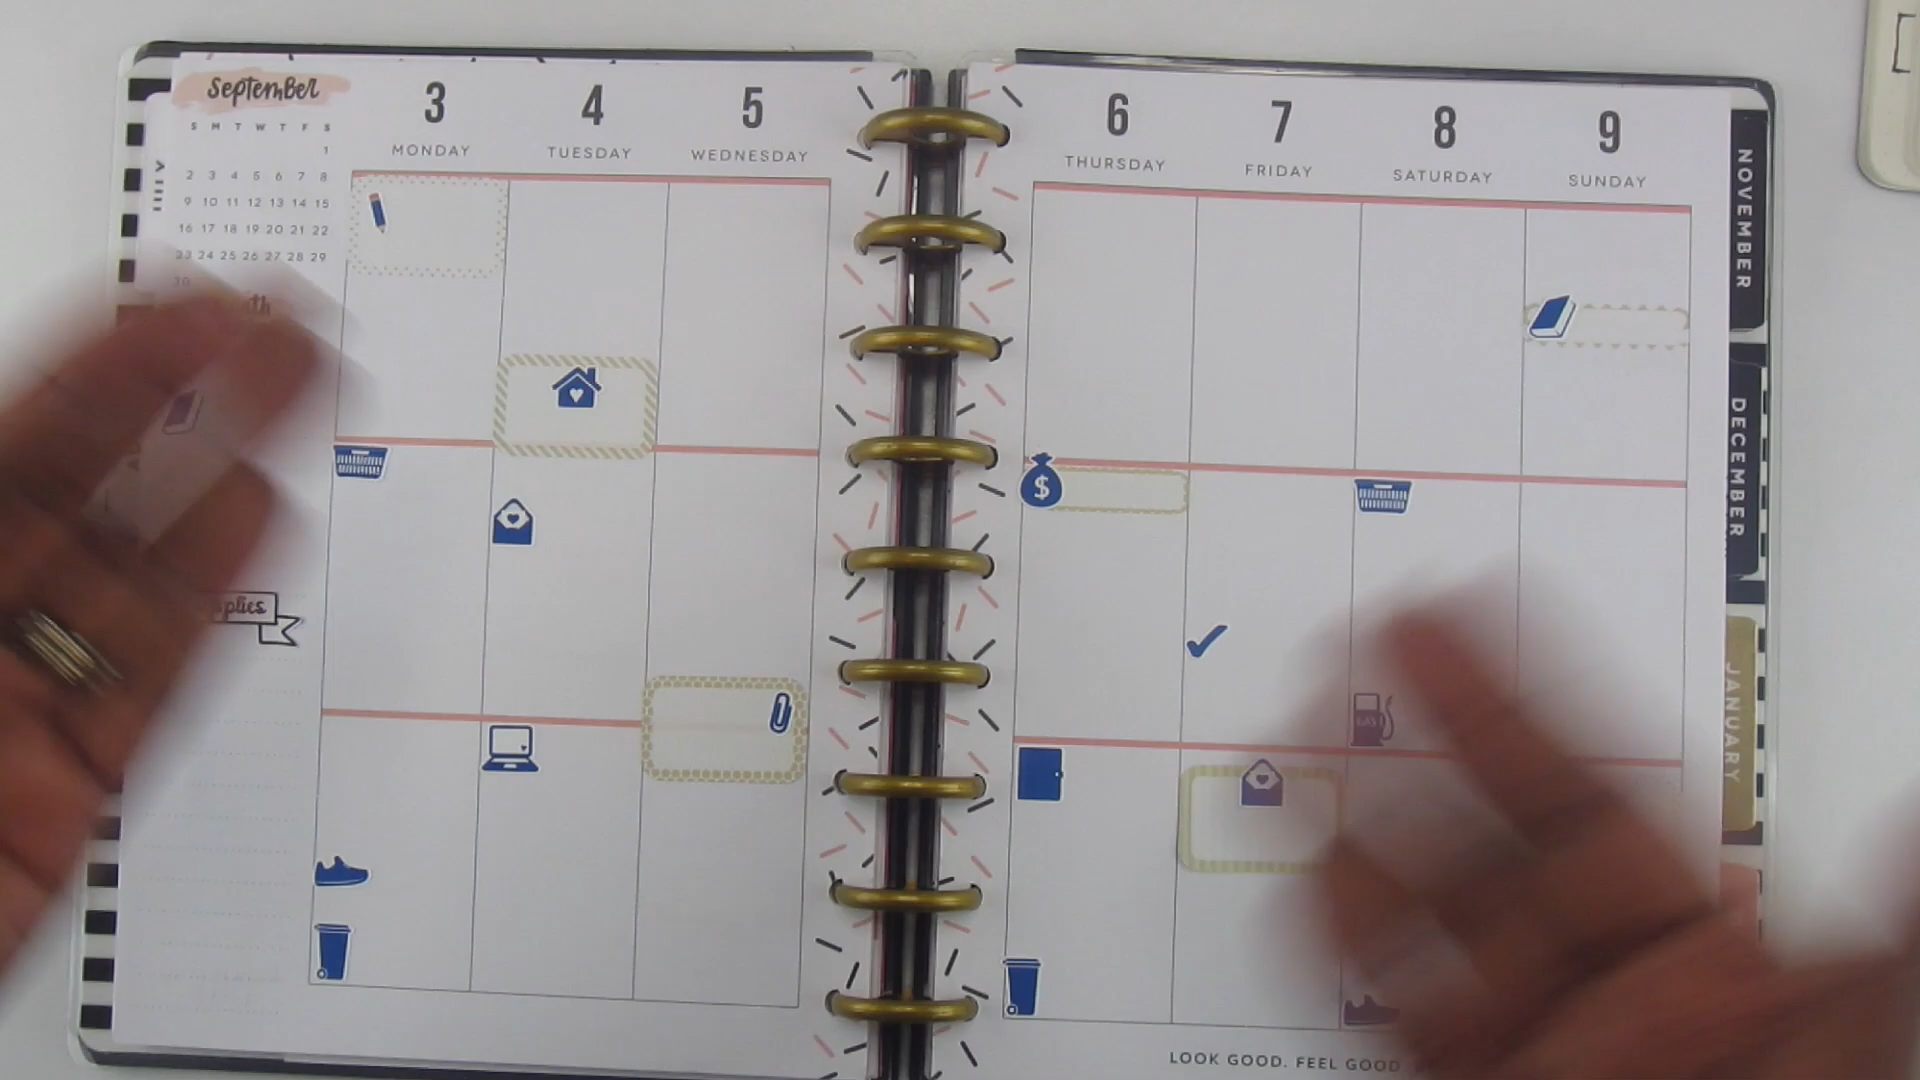 September
S M T W T F S
1
2 3 4 5 6 7 8
9 10 11 12 13 14 15
16 17 18 19 20 21 22
23 24 25 26 27 28 29
30
3
MONDAY
4
TUESDAY
5
WEDNESDAY
6
THURSDAY
7
FRIDAY
8
SATURDAY
9
SUNDAY
$
GAS
LOOK GOOD. FEEL GOOD
NOVEMBER
DECEMBER
JANUARY